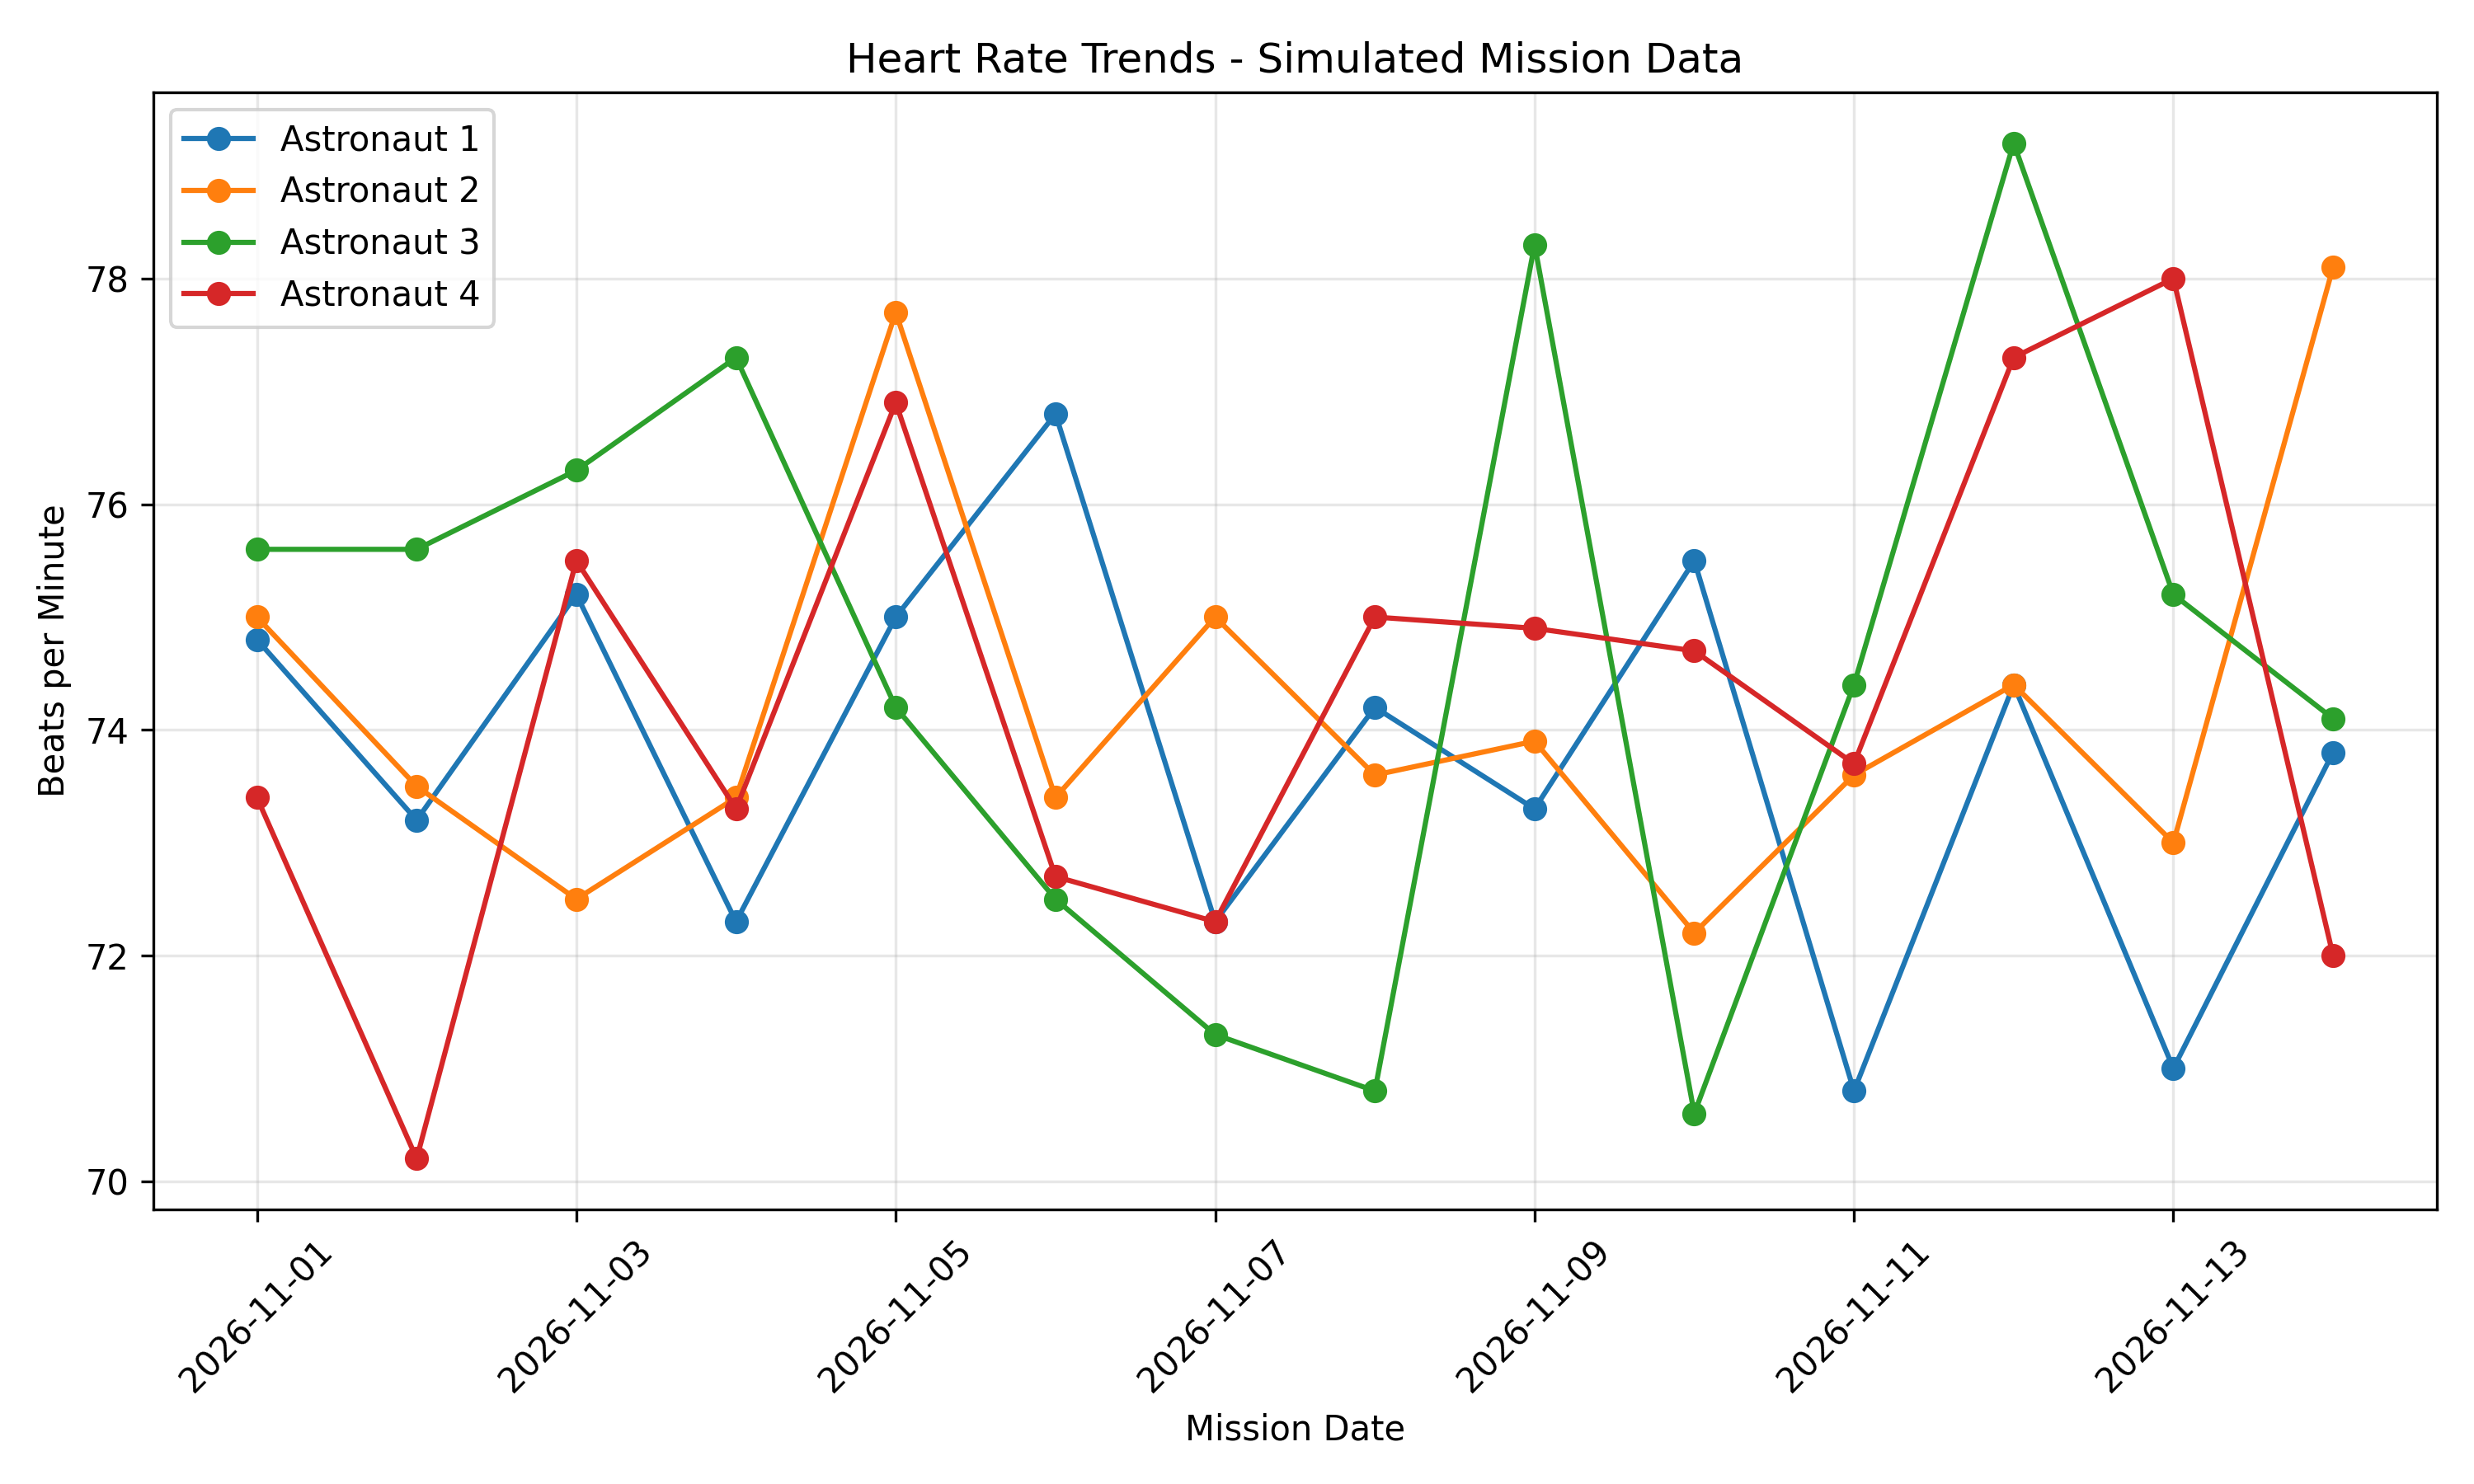 Heart Rate Trends - Simulated Mission Data
Astronaut 1
Astronaut 2
Astronaut 3
Astronaut 4
78
76
74
72
70
Beats per Minute
2026-11-01
2026-11-03
2026-11-05
2026-11-07
2026-11-09
2026-11-11
2026-11-13
Mission Date